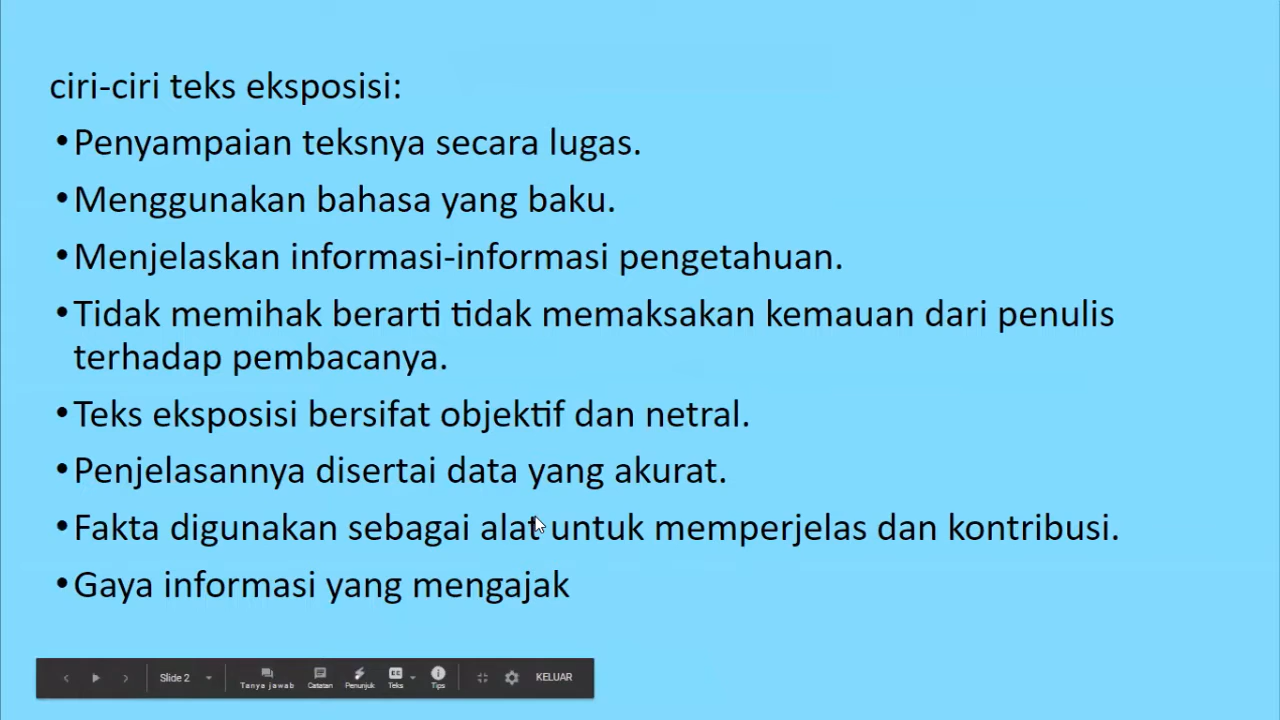 ciri-ciri teks eksposisi:
•Penyampaian teksnya secara lugas.
•Menggunakan bahasa yang baku.
•Menjelaskan informasi-informasi pengetahuan.
•Tidak memihak berarti tidak memaksakan kemauan dari penulis
terhadap pembacanya.
•Teks eksposisi bersifat objektif dan netral.
•Penjelasannya disertai data yang akurat.
•Fakta digunakan sebagai alat untuk memperjelas dan kontribusi.
•Gaya informasi yang mengajak
Slide 2 Tanya jawab Catatan Penunjuk Teks Tips KELUAR